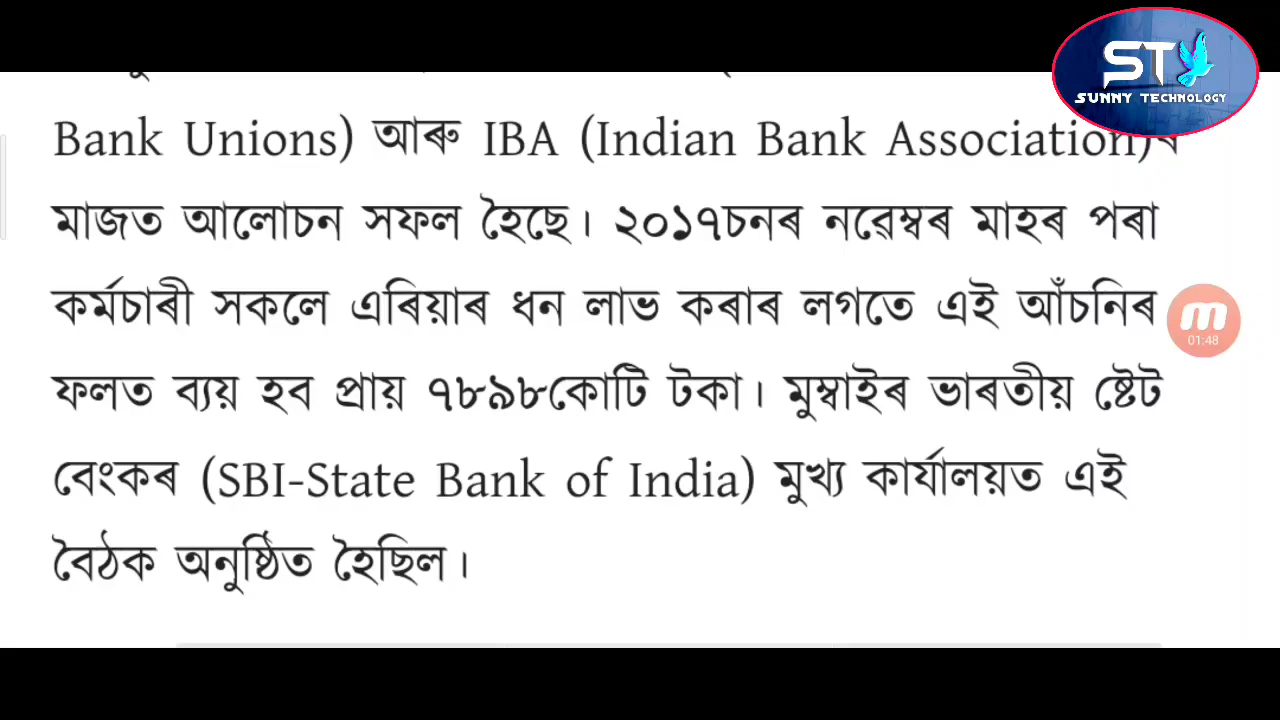 ST
SUNNY TECHNOLOGY
Bank Unions) আৰু IBA (Indian Bank Association)ৰ
মাজত আলোচন সফল হৈছে। ২০১৭চনৰ নৱেম্বৰ মাহৰ পৰা
কৰ্মচাৰী সকলে এৰিয়াৰ ধন লাভ কৰাৰ লগতে এই আঁচনিৰ
ফলত ব্যয় হব প্ৰায় ৭৮৯৮কোটি টকা। মুম্বাইৰ ভাৰতীয় ষ্টেট
বেংকৰ (SBI-State Bank of India) মুখ্য কাৰ্যালয়ত এই
বৈঠক অনুষ্ঠিত হৈছিল।
01:48